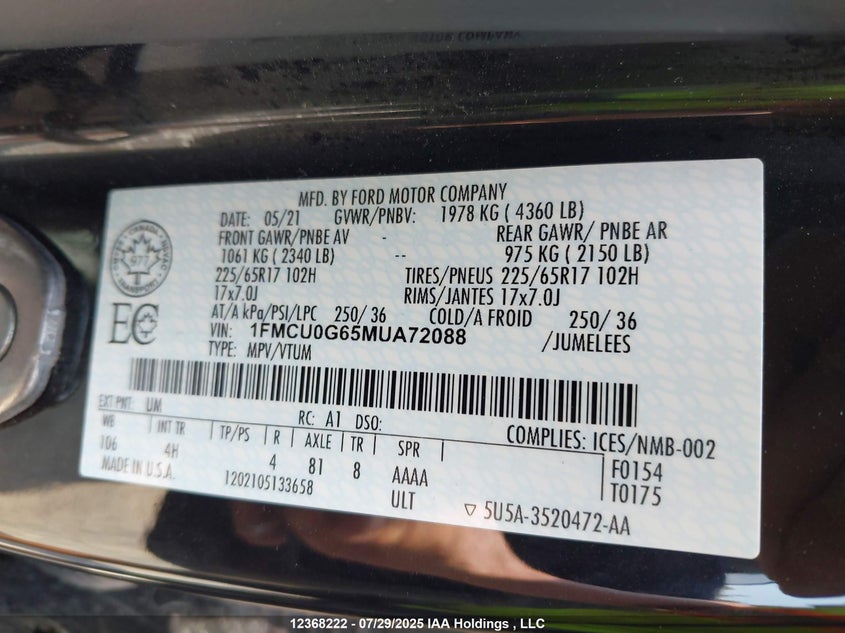 MFD. BY FORD MOTOR COMPANY
DATE: 05/21 GVWR/PNBV: 1978 KG ( 4360 LB)
FRONT GAWR/PNBE AV - REAR GAWR/ PNBE AR
1061 KG ( 2340 LB) -- 975 KG ( 2150 LB)
225/65R17 102H TIRES/PNEUS 225/65R17 102H
17x7.0J RIMS/JANTES 17x7.0J
AT/A kPa/PSI/LPC 250/ 36 COLD/A FROID 250/ 36
VIN: 1FMCU0G65MUA72088 /JUMELEES
TYPE: MPV/VTUM
CANADA
977
TRANSPORT
EC
EXT PNT: UM RC: A1 DSO:
WB INT TR TP/PS R AXLE TR SPR COMPLIES: ICES/NMB-002
106 4H 4 81 8 AAAA F0154
MADE IN U.S.A. 1202105133658 ULT T0175
▽ 5U5A-3520472-AA
12368222 - 07/29/2025 IAA Holdings , LLC